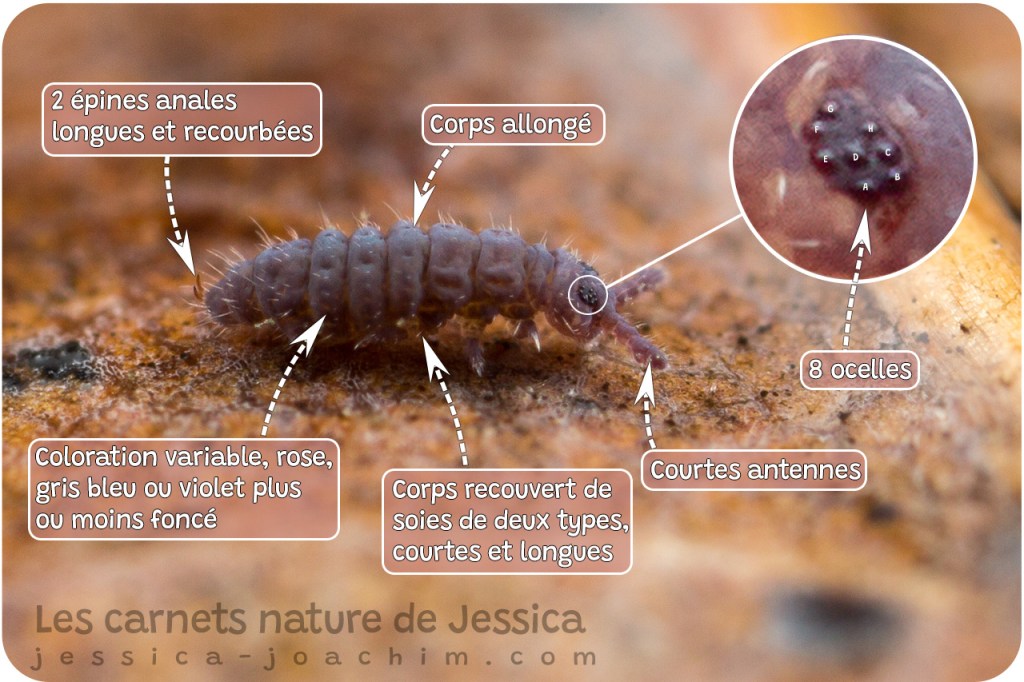 2 épines anales
longues et recourbées
Corps allongé
G
F
H
E
D
C
B
A
8 ocelles
Coloration variable, rose,
gris bleu ou violet plus
ou moins foncé
Corps recouvert de
soies de deux types,
courtes et longues
Courtes antennes
Les carnets nature de Jessica
jessica-joachim.com